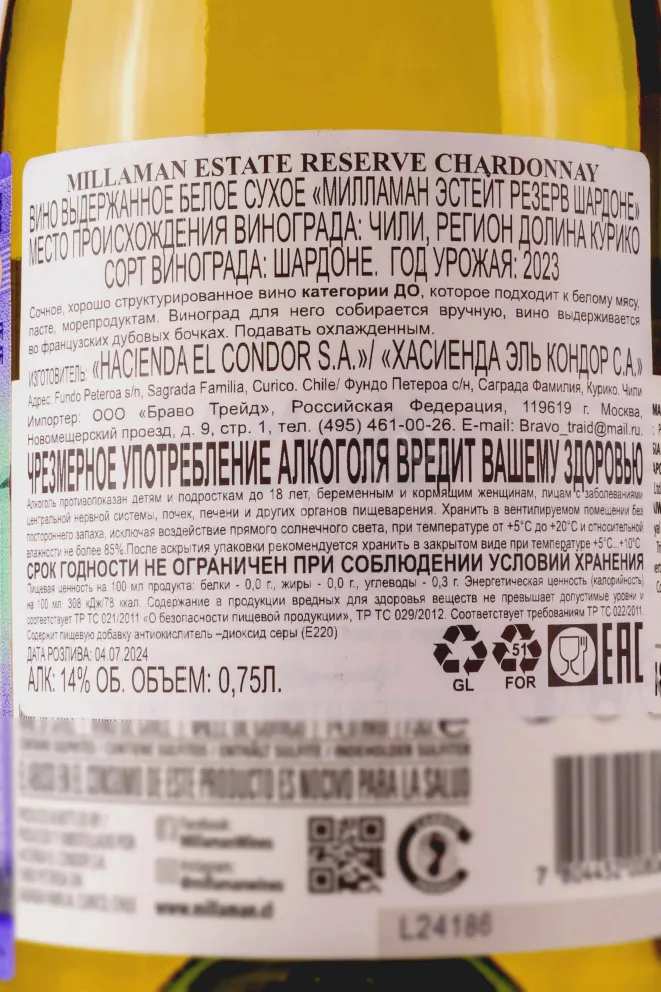 MILLAMAN ESTATE RESERVE CHARDONNAY
ВИНО ВЫДЕРЖАННОЕ БЕЛОЕ СУХОЕ «МИЛЛАМАН ЭСТЕЙТ РЕЗЕРВ ШАРДОНЕ»
МЕСТО ПРОИСХОЖДЕНИЯ ВИНОГРАДА: ЧИЛИ, РЕГИОН ДОЛИНА КУРИКО
СОРТ ВИНОГРАДА: ШАРДОНЕ. ГОД УРОЖАЯ: 2023
Сочное, хорошо структурированное вино категории ДО, которое подходит к белому мясу,
пасте, морепродуктам. Виноград для него собирается вручную, вино выдерживается
во французских дубовых бочках. Подавать охлажденным.
ИЗГОТОВИТЕЛЬ: «HACIENDA EL CONDOR S.A.»/ «ХАСИЕНДА ЭЛЬ КОНДОР С.А.»
Адрес: Fundo Peteroa s/n, Sagrada Familia, Curico. Chile/ Фундо Петероа с/н, Саграда Фамилия, Курико. Чили
Импортер: ООО «Браво Трейд», Российская Федерация, 119619 г. Москва,
Новомещерский проезд, д. 9, стр. 1, тел. (495) 461-00-26. E-mail: Bravo_traid@mail.ru.
ЧРЕЗМЕРНОЕ УПОТРЕБЛЕНИЕ АЛКОГОЛЯ ВРЕДИТ ВАШЕМУ ЗДОРОВЬЮ
Алкоголь противопоказан детям и подросткам до 18 лет, беременным и кормящим женщинам, лицам с заболеваниями
центральной нервной системы, почек, печени и других органов пищеварения. Хранить в вентилируемом помещении без
постороннего запаха, исключая воздействие прямого солнечного света, при температуре от +5°С до +20°С и относительной
влажности не более 85%. После вскрытия упаковки рекомендуется хранить в закрытом виде при температуре +5°С...+10°С
СРОК ГОДНОСТИ НЕ ОГРАНИЧЕН ПРИ СОБЛЮДЕНИИ УСЛОВИЙ ХРАНЕНИЯ
Пищевая ценность на 100 мл продукта: белки - 0,0 г., жиры - 0,0 г., углеводы - 0,3 г. Энергетическая ценность (калорийность)
на 100 мл: 308 кДж/78 ккал. Содержание в продукции вредных для здоровья веществ не превышает допустимые уровни и
соответствует ТР ТС 021/2011 «О безопасности пищевой продукции», ТР ТС 029/2012. Соответствует требованиям ТР ТС 022/2011.
Содержит пищевую добавку антиокислитель –диоксид серы (Е220)
ДАТА РОЗЛИВА: 04.07.2024
АЛК: 14% ОБ. ОБЪЕМ: 0,75Л.
GL
51
FOR
EAC
EL ABUSO EN EL CONSUMO DE ESTE PRODUCTO ES NOCIVO PARA LA SALUD
Facebook:
MillamanWines
Instagram:
@millamanwines
www.millaman.cl
L24186